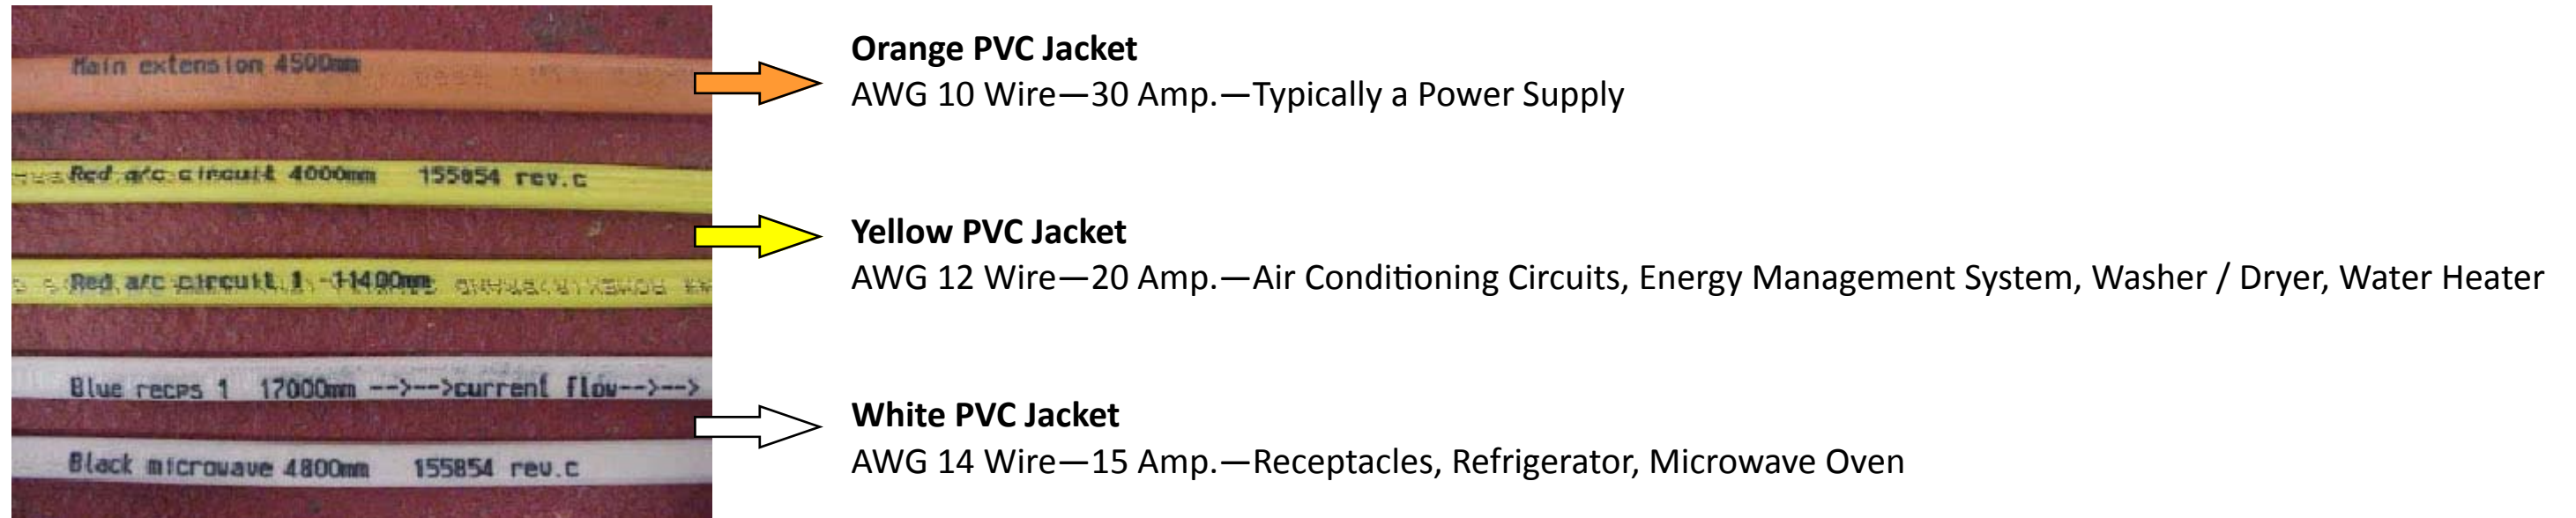 Main extension 4500mm
Red a/c circuit 4000mm 155854 rev.c
Red a/c circuit 1 11400mm
Blue recps 1 17000mm -->-->current flow-->-->
Black microwave 4800mm 155854 rev.c
Orange PVC Jacket
AWG 10 Wire—30 Amp.—Typically a Power Supply
Yellow PVC Jacket
AWG 12 Wire—20 Amp.—Air Conditioning Circuits, Energy Management System, Washer / Dryer, Water Heater
White PVC Jacket
AWG 14 Wire—15 Amp.—Receptacles, Refrigerator, Microwave Oven